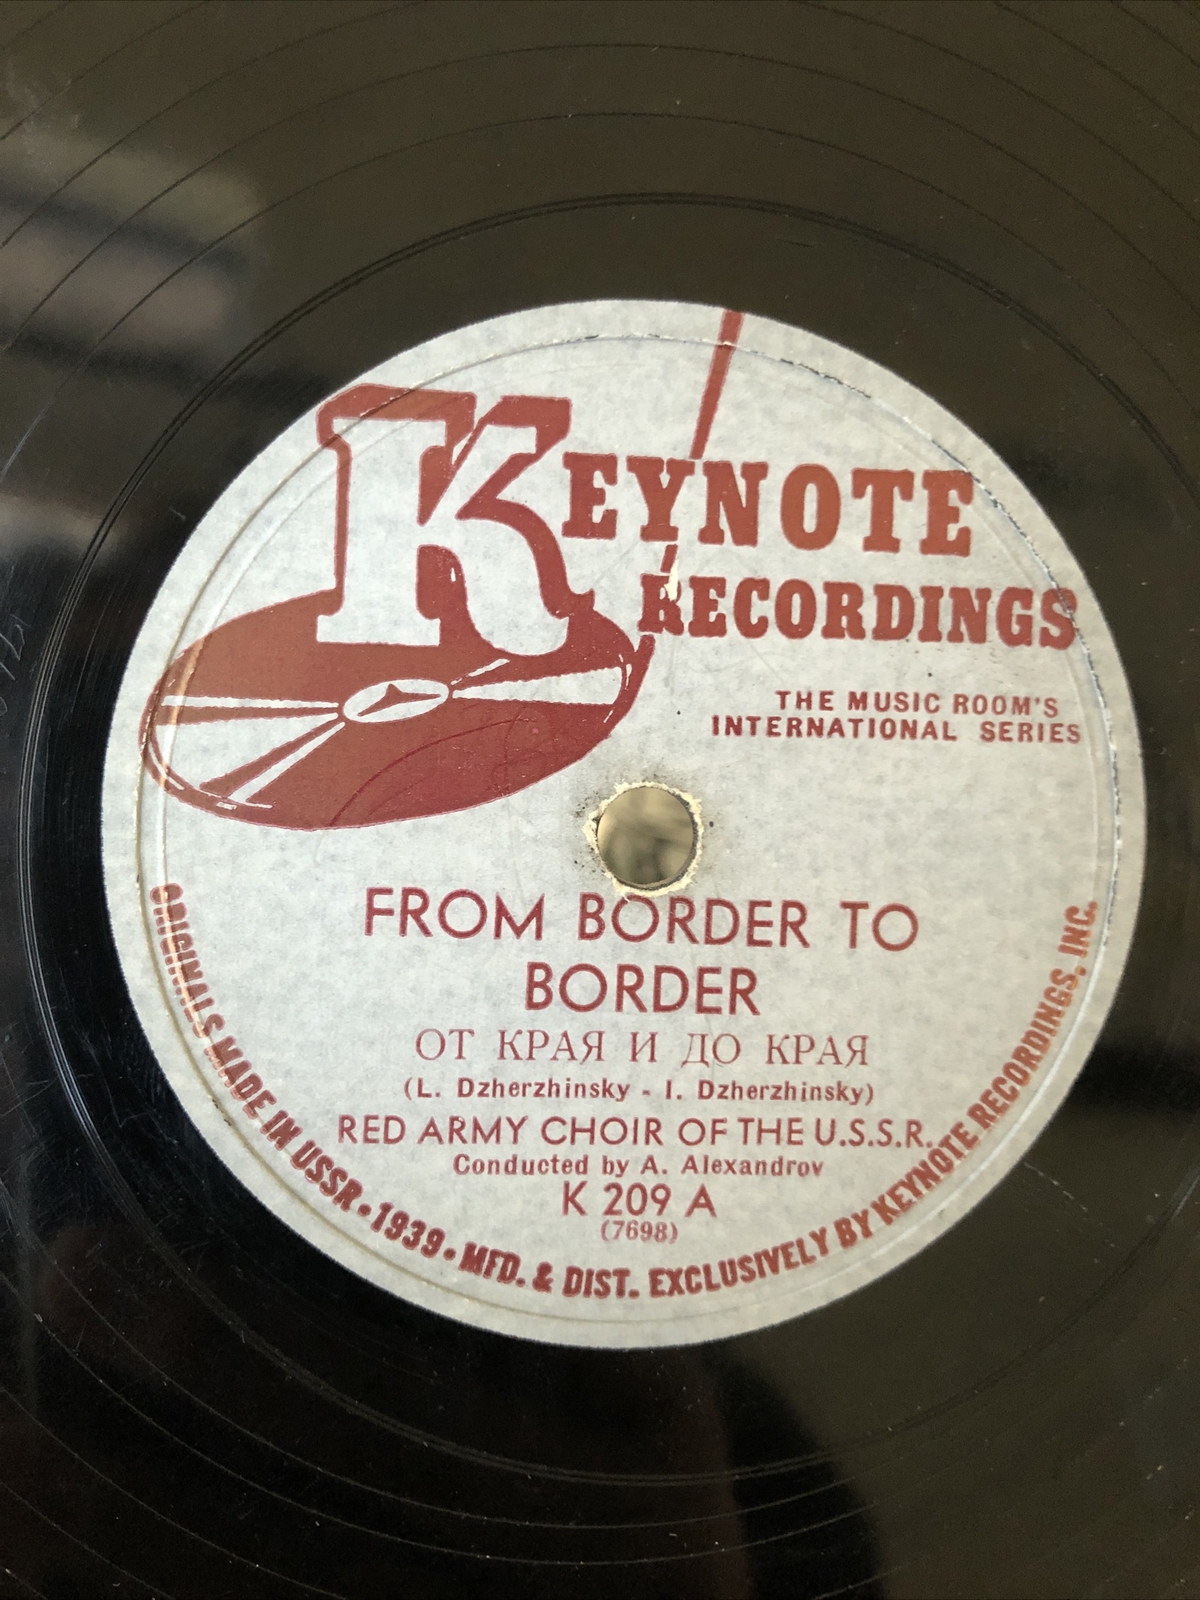 KEYNOTE
RECORDINGS
THE MUSIC ROOM'S
INTERNATIONAL SERIES
FROM BORDER TO
BORDER
ОТ КРАЯ И ДО КРАЯ
(L. Dzherzhinsky - I. Dzherzhinsky)
RED ARMY CHOIR OF THE U.S.S.R.
Conducted by A. Alexandrov
K 209 A
(7698)
ORIGINALS MADE IN USSR • 1939 • MFD. & DIST. EXCLUSIVELY BY KEYNOTE RECORDINGS, INC.